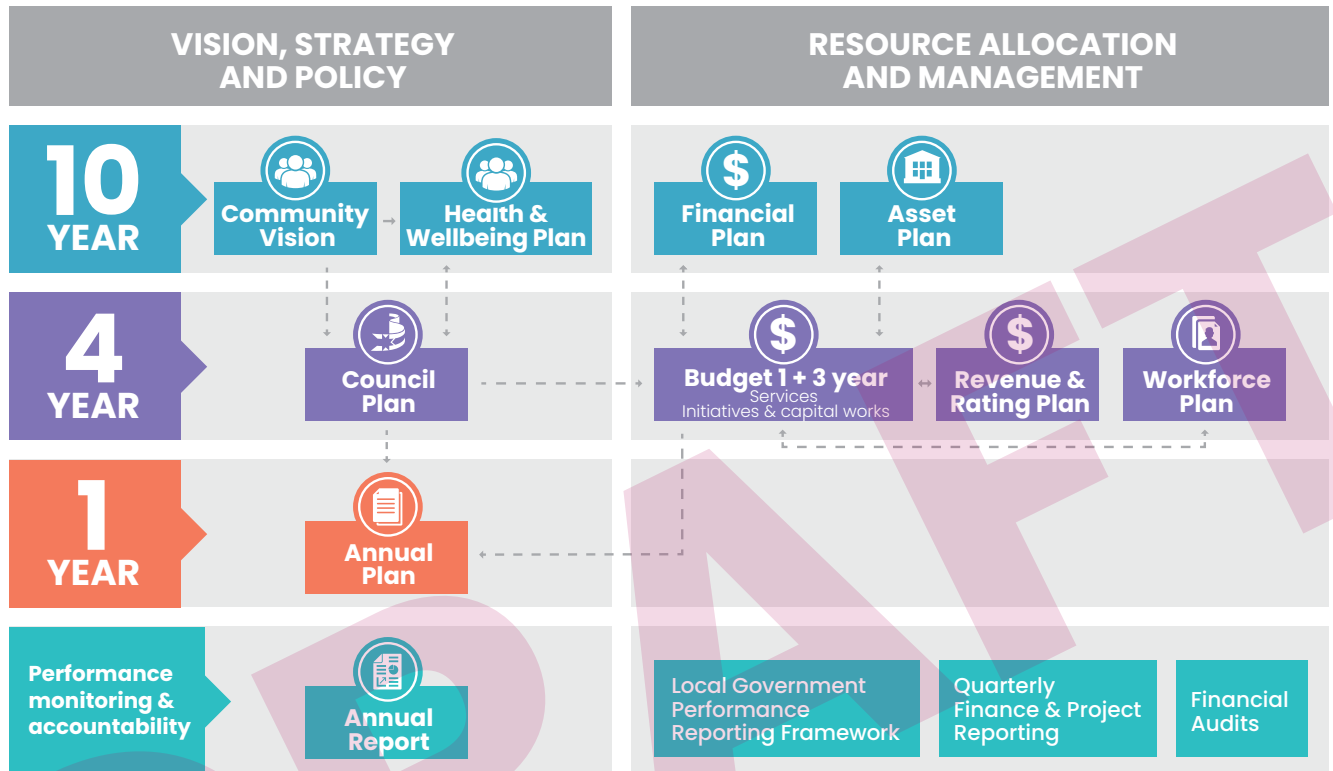 VISION, STRATEGY
AND POLICY
RESOURCE ALLOCATION
AND MANAGEMENT
10
YEAR
Community
Vision
Health &
Wellbeing Plan
$
Financial
Plan
Asset
Plan
4
YEAR
Council
Plan
$
Budget 1 + 3 year
Services
Initiatives & capital works
$
Revenue &
Rating Plan
Workforce
Plan
1
YEAR
Annual
Plan
Performance
monitoring &
accountability
Annual
Report
Local Government
Performance
Reporting Framework
Quarterly
Finance & Project
Reporting
Financial
Audits
DRAFT